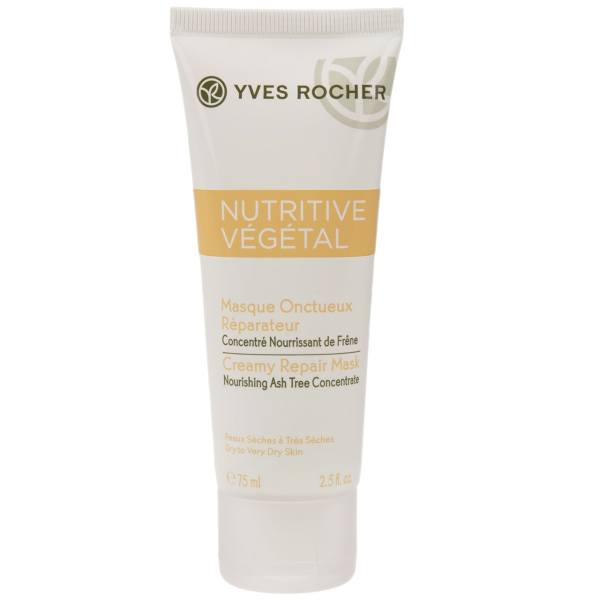 YVES ROCHER
NUTRITIVE
VÉGÉTAL
Masque Onctueux
Réparateur
Concentré Nourrissant de Frêne
Creamy Repair Mask
Nourishing Ash Tree Concentrate
Peaux Sèches à Très Sèches
Dry to Very Dry Skin
℮ 75 ml 2.5 fl. oz.